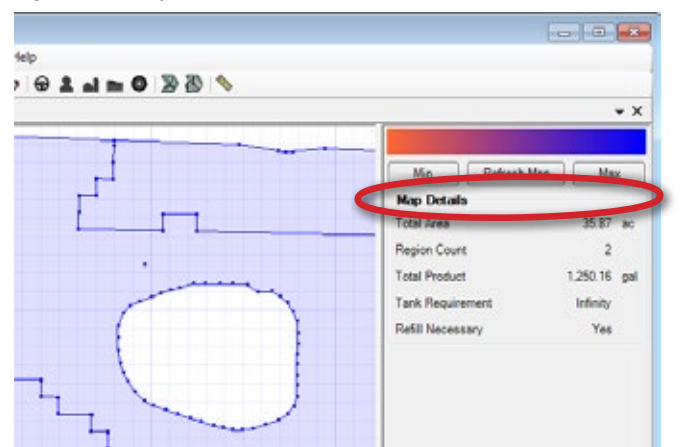 Help
Min Refresh Map Max
Map Details
Total Area 35.87 ac
Region Count 2
Total Product 1,250.16 gal
Tank Requirement Infinity
Refill Necessary Yes